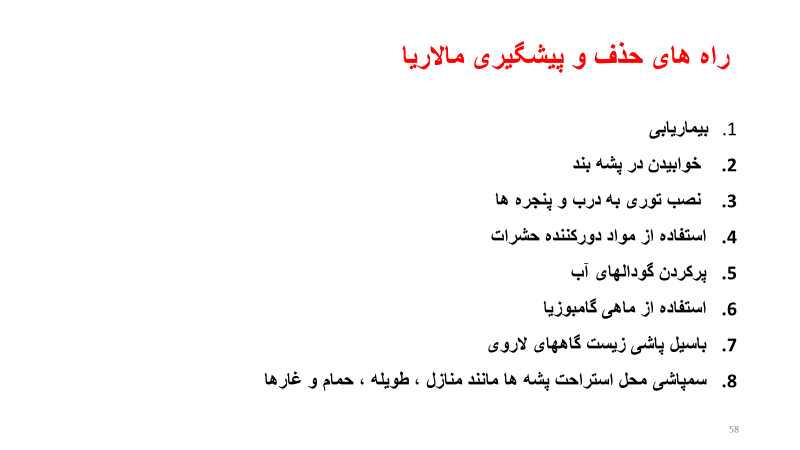 راه های حذف و پیشگیری مالاریا
1. بیماریابی
2. خوابیدن در پشه بند
3. نصب توری به درب و پنجره ها
4. استفاده از مواد دورکننده حشرات
5. پرکردن گودالهای آب
6. استفاده از ماهی گامبوزیا
7. باسیل پاشی زیست گاههای لاروی
8. سمپاشی محل استراحت پشه ها مانند منازل ، طویله ، حمام و غارها
58